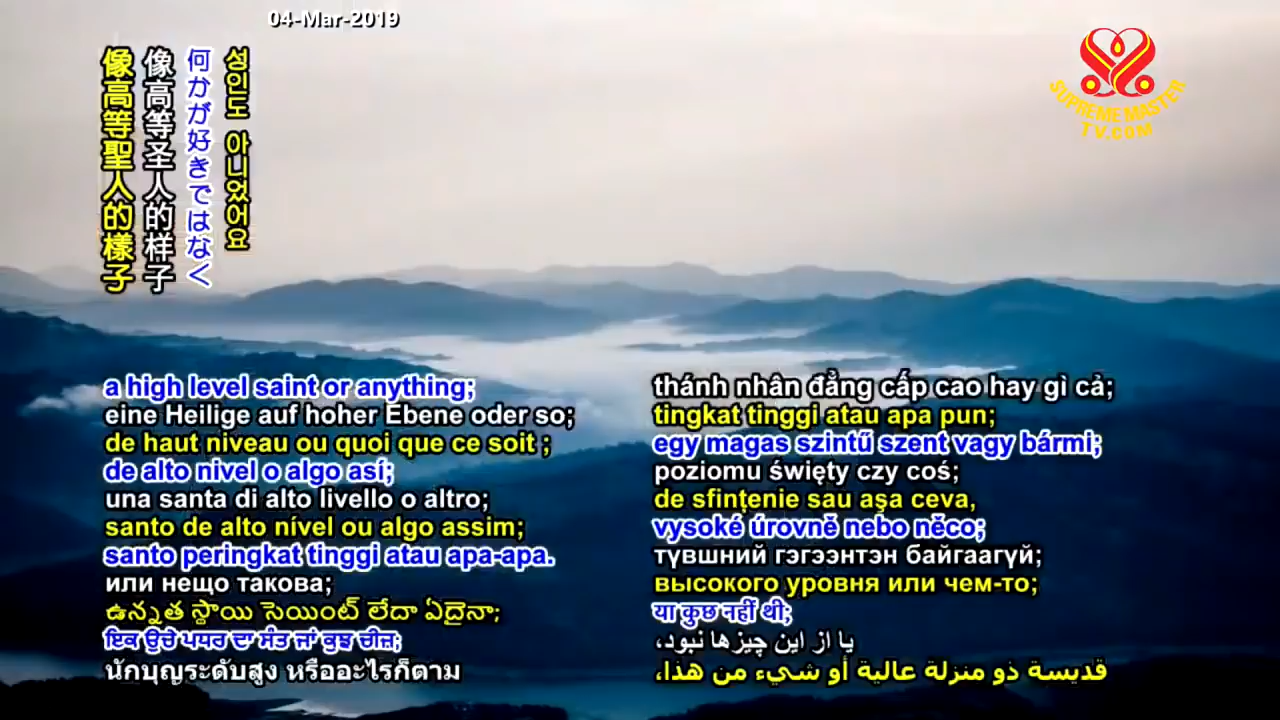 04-Mar-2019
SUPREME MASTER
TV.COM
성인도 아니었어요
何かが好きではなく
像高等圣人的样子
像高等聖人的樣子
a high level saint or anything;
eine Heilige auf hoher Ebene oder so;
de haut niveau ou quoi que ce soit ;
de alto nivel o algo así;
una santa di alto livello o altro;
santo de alto nível ou algo assim;
santo peringkat tinggi atau apa-apa.
или нещо такова;
ఉన్నత స్థాయి సెయింట్ లేదా ఏదైనా;
ਇਕ ਉਚੇ ਪਧਰ ਦਾ ਸੰਤ ਜਾਂ ਕੁਝ ਚੀਜ਼;
นักบุญระดับสูง หรืออะไรก็ตาม
thánh nhân đẳng cấp cao hay gì cả;
tingkat tinggi atau apa pun;
egy magas szintű szent vagy bármi;
poziomu święty czy coś;
de sfințenie sau aşa ceva,
vysoké úrovně nebo něco;
түвшний гэгээнтэн байгаагүй;
высокого уровня или чем-то;
या कुछ नहीं थी;
یا از این چیزها نبود،
قديسة ذو منزلة عالية أو شيء من هذا،